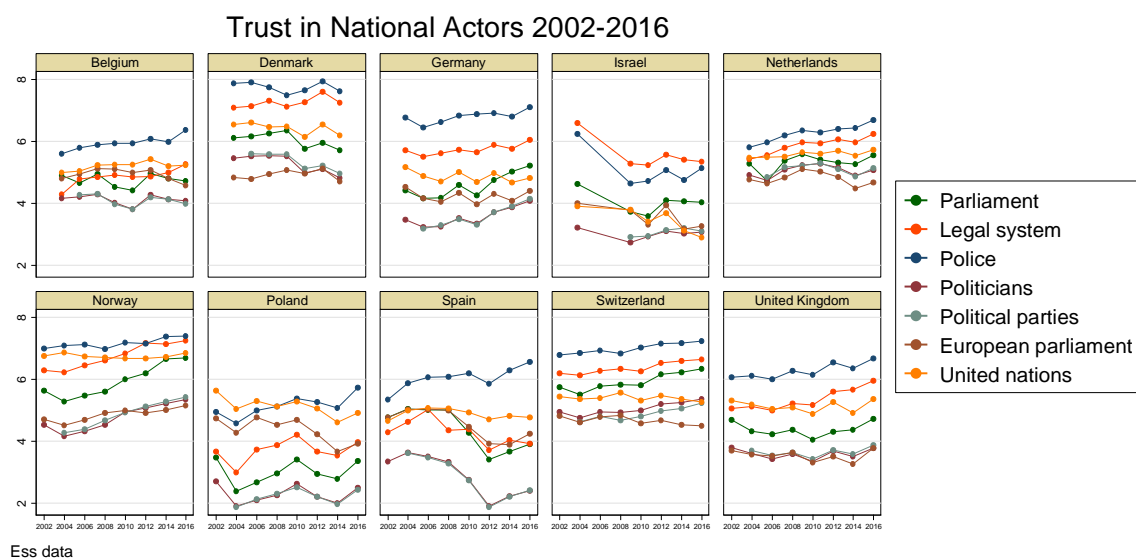 Trust in National Actors 2002-2016
Belgium Denmark Germany Israel Netherlands
8
6
4
2
Norway Poland Spain Switzerland United Kingdom
8
6
4
2
2002 2004 2006 2008 2010 2012 2014 2016 2002 2004 2006 2008 2010 2012 2014 2016 2002 2004 2006 2008 2010 2012 2014 2016 2002 2004 2006 2008 2010 2012 2014 2016 2002 2004 2006 2008 2010 2012 2014 2016
Parliament
Legal system
Police
Politicians
Political parties
European parliament
United nations
Ess data